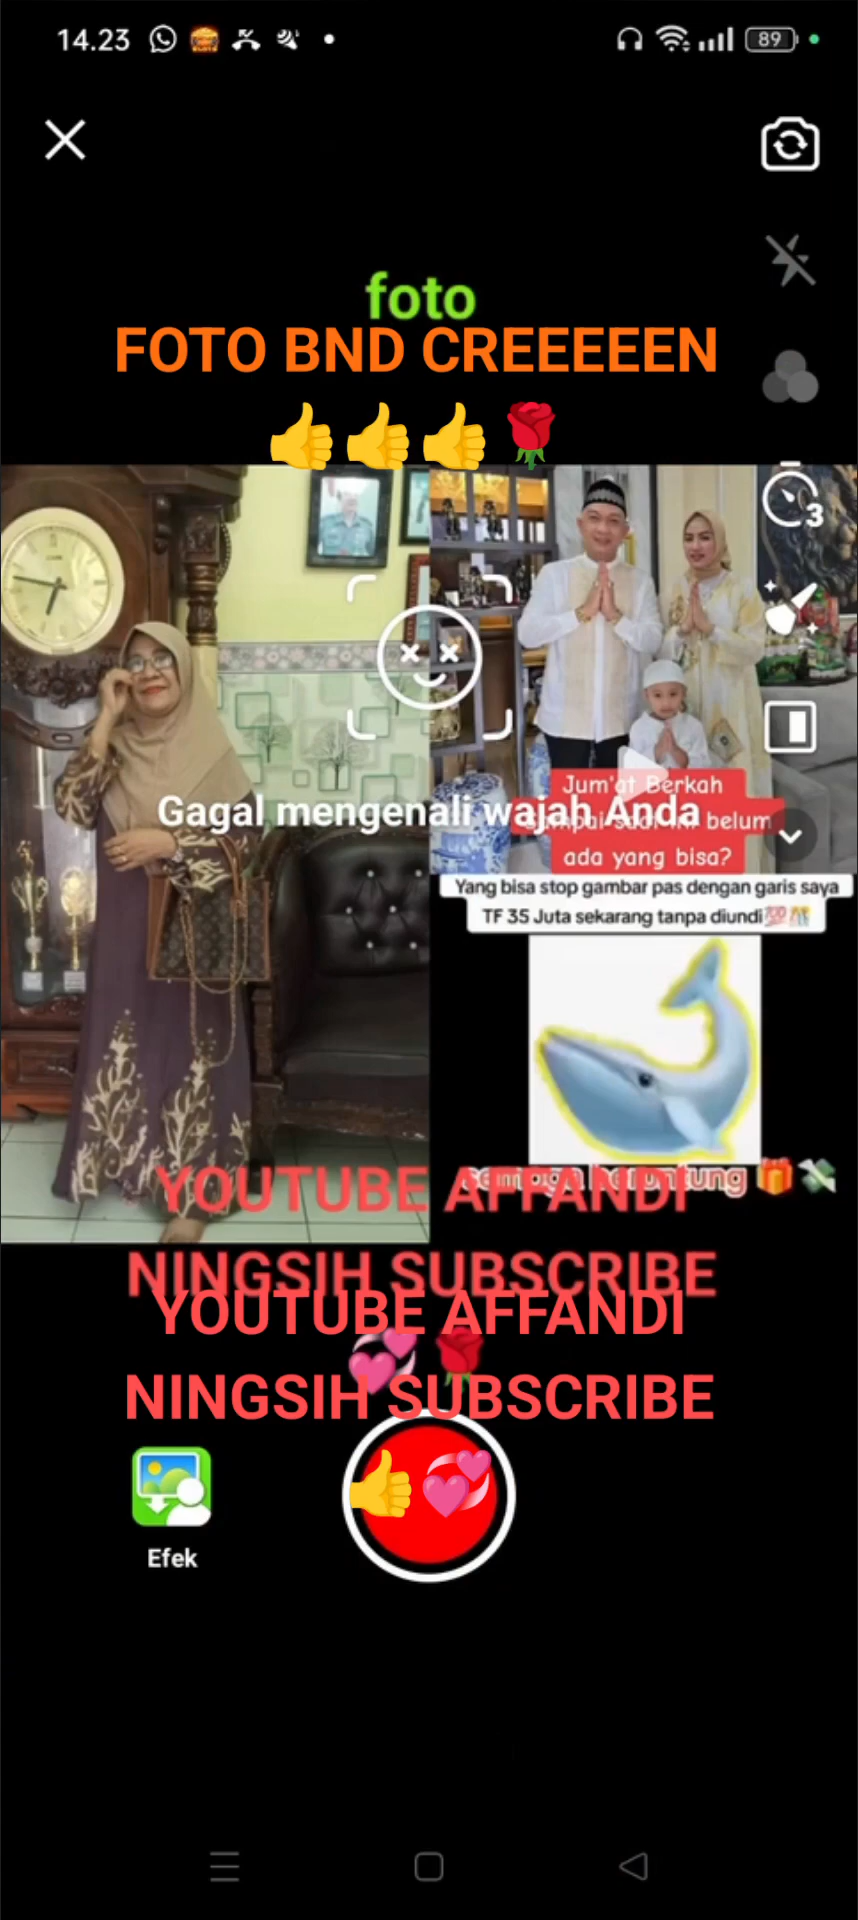 14.23
89
foto
FOTO BND CREEEEEN
👍👍👍🌹
3
Jum'at Berkah
Gagal mengenali wajah Anda
belum
ada yang bisa?
Yang bisa stop gambar pas dengan garis saya
TF 35 Juta sekarang tanpa diundi💯🎊
YOUTUBE AFFANDI
NINGSIH SUBSCRIBE
YOUTUBE AFFANDI
💞🌹
NINGSIH SUBSCRIBE
👍💞
Efek